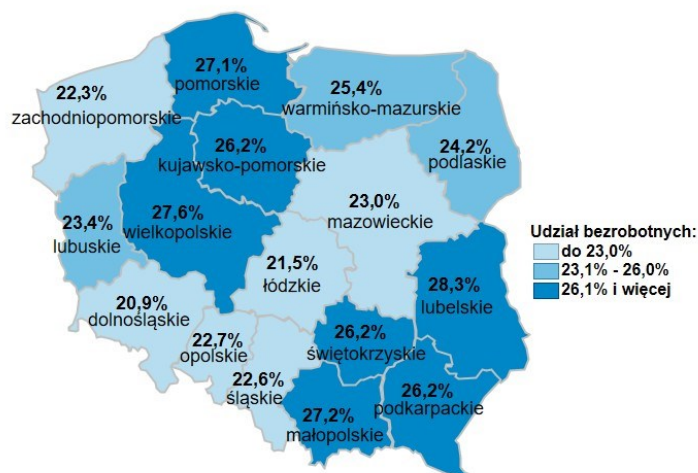 27,1%
pomorskie
22,3%
zachodniopomorskie
25,4%
warmińsko-mazurskie
26,2%
kujawsko-pomorskie
24,2%
podlaskie
23,0%
mazowieckie
27,6%
wielkopolskie
23,4%
lubuskie
Udział bezrobotnych:
do 23,0%
23,1% - 26,0%
26,1% i więcej
21,5%
łódzkie
28,3%
lubelskie
20,9%
dolnośląskie
22,7%
opolskie
26,2%
świętokrzyskie
22,6%
śląskie
26,2%
podkarpackie
27,2%
małopolskie